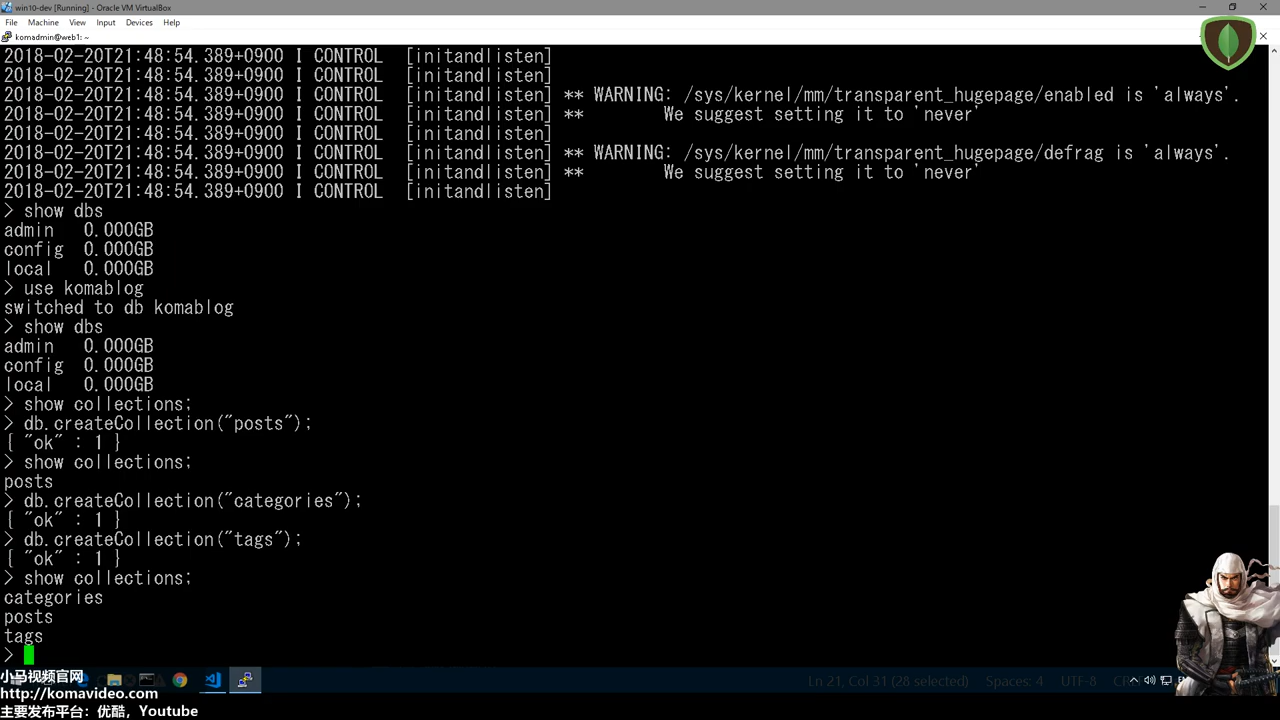 win10-dev [Running] - Oracle VM VirtualBox
File Machine View Input Devices Help
komadmin@web1: ~
2018-02-20T21:48:54.389+0900 I CONTROL [initandlisten]
2018-02-20T21:48:54.389+0900 I CONTROL [initandlisten]
2018-02-20T21:48:54.389+0900 I CONTROL [initandlisten] ** WARNING: /sys/kernel/mm/transparent_hugepage/enabled is 'always'.
2018-02-20T21:48:54.389+0900 I CONTROL [initandlisten] ** We suggest setting it to 'never'
2018-02-20T21:48:54.389+0900 I CONTROL [initandlisten]
2018-02-20T21:48:54.389+0900 I CONTROL [initandlisten] ** WARNING: /sys/kernel/mm/transparent_hugepage/defrag is 'always'.
2018-02-20T21:48:54.389+0900 I CONTROL [initandlisten] ** We suggest setting it to 'never'
2018-02-20T21:48:54.389+0900 I CONTROL [initandlisten]
> show dbs
admin 0.000GB
config 0.000GB
local 0.000GB
> use komablog
switched to db komablog
> show dbs
admin 0.000GB
config 0.000GB
local 0.000GB
> show collections;
> db.createCollection("posts");
{ "ok" : 1 }
> show collections;
posts
> db.createCollection("categories");
{ "ok" : 1 }
> db.createCollection("tags");
{ "ok" : 1 }
> show collections;
categories
posts
tags
>
小马视频官网
http://komavideo.com
主要发布平台：优酷，Youtube
Ln 21, Col 31 (28 selected) Spaces: 4 UTF-8